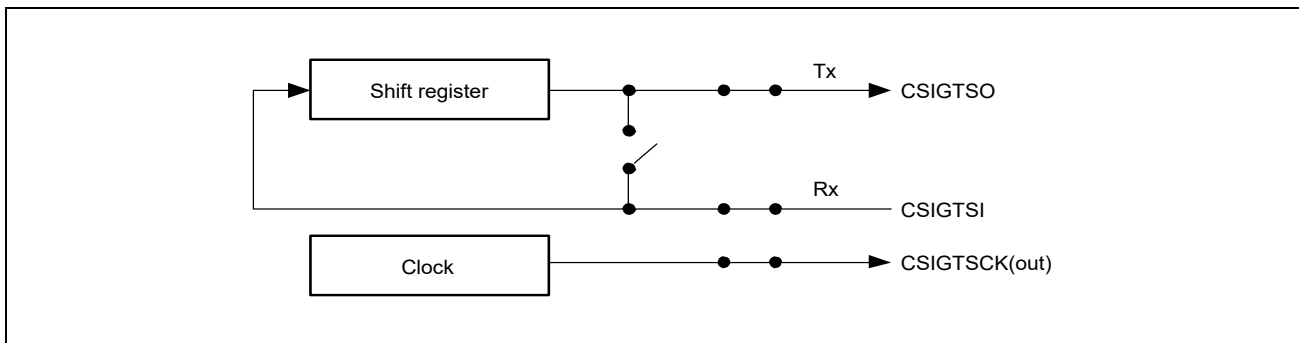 Shift register
Tx
CSIGTSO
Rx
CSIGTSI
Clock
CSIGTSCK(out)